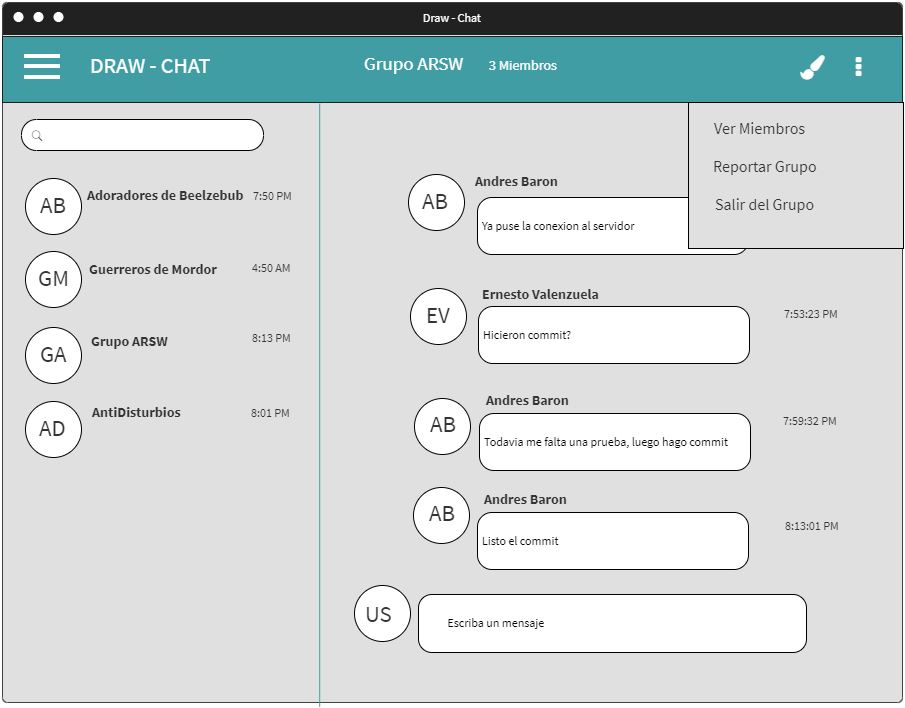 Draw - Chat
DRAW - CHAT
Grupo ARSW
3 Miembros
AB
Adoradores de Beelzebub
7:50 PM
GM
Guerreros de Mordor
4:50 AM
GA
Grupo ARSW
8:13 PM
AD
AntiDisturbios
8:01 PM
Ver Miembros
Reportar Grupo
Salir del Grupo
AB
Andres Baron
Ya puse la conexion al servidor
EV
Ernesto Valenzuela
Hicieron commit?
7:53:23 PM
AB
Andres Baron
Todavia me falta una prueba, luego hago commit
7:59:32 PM
AB
Andres Baron
Listo el commit
8:13:01 PM
US
Escriba un mensaje